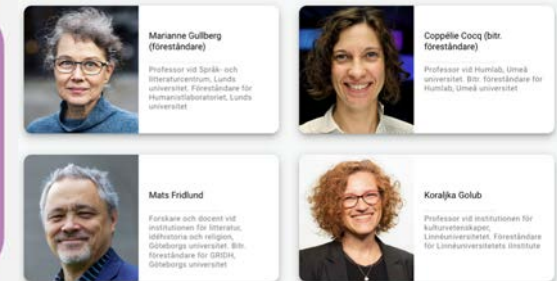 Marianne Gullberg
(föreståndare)
Professor vid Språk- och
litteraturcentrum, Lunds
universitet. Föreståndare för
Humanistlaboratoriet, Lunds
universitet
Coppélie Cocq (bitr.
föreståndare)
Professor vid Humlab, Umeå
universitet. Bitr. föreståndare för
Humlab, Umeå universitet
Mats Fridlund
Forskare och docent vid
institutionen för litteratur,
idéhistoria och religion,
Göteborgs universitet. Bitr.
föreståndare för GRIDH,
Göteborgs universitet
Koraljka Golub
Professor vid institutionen för
kulturvetenskaper,
Linnéuniversitetet. Föreståndare
för Linnéuniversitetets iInstitute